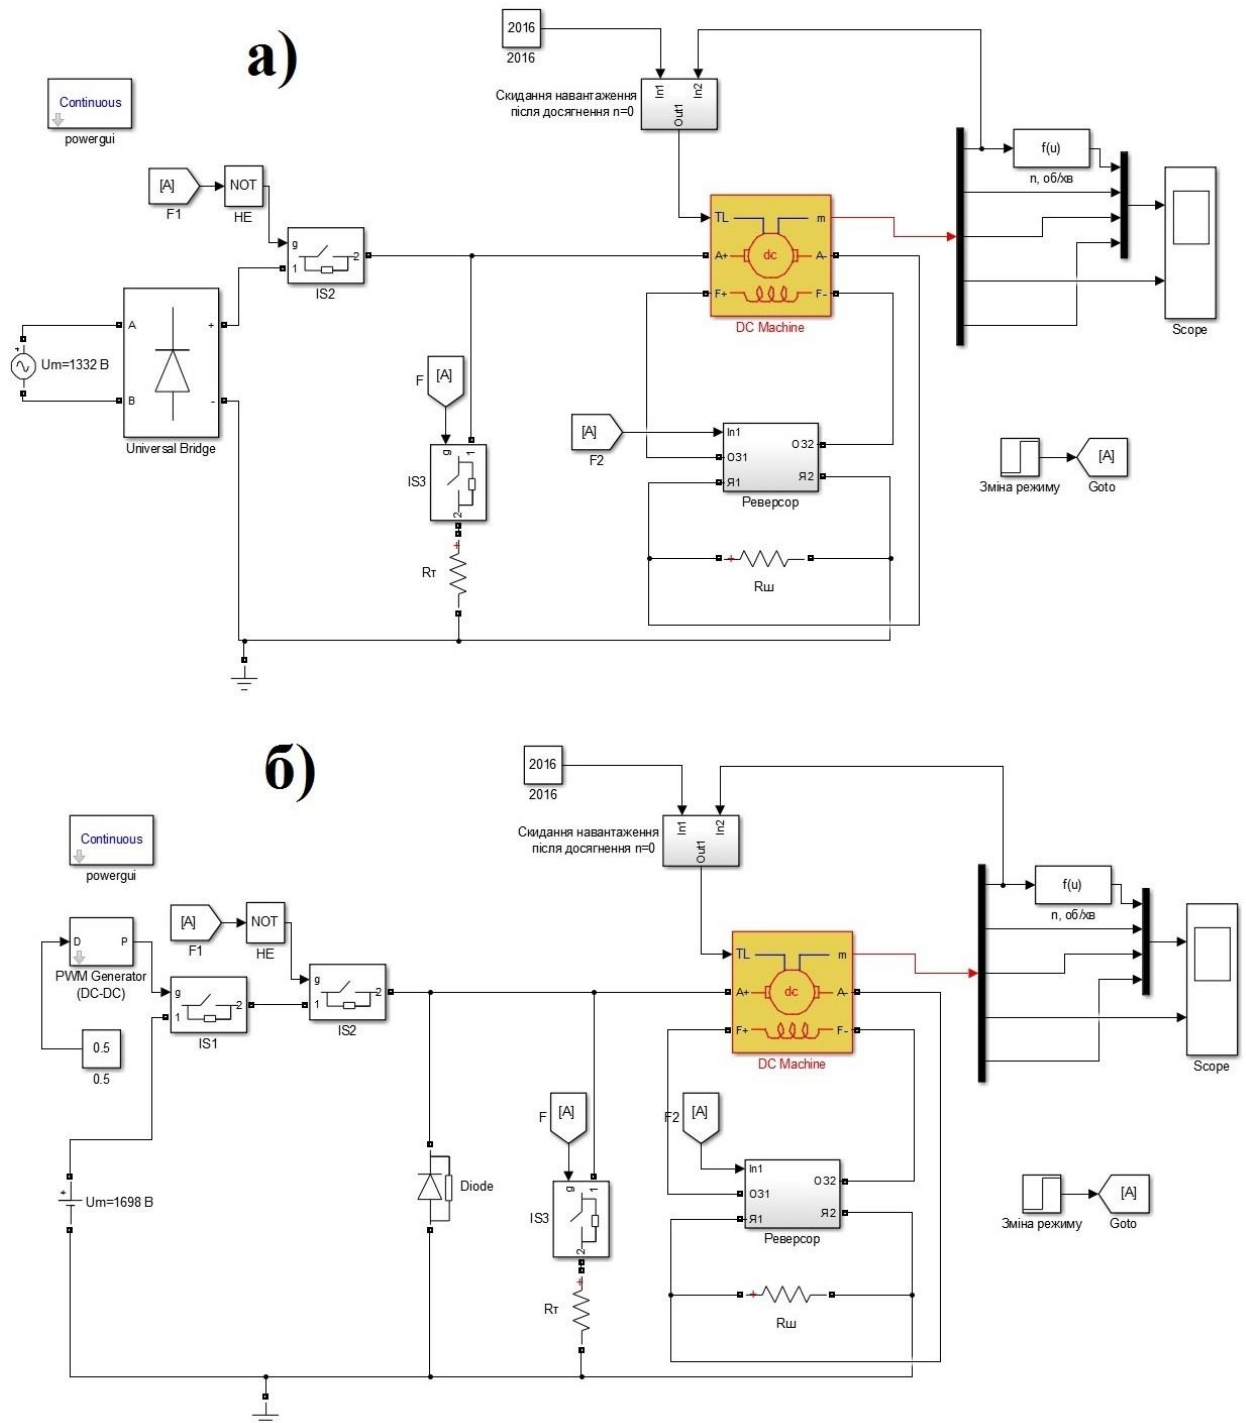 а)
2016
2016
In1
In2
Out1
Скидання навантаження
після досягнення n=0
Continuous
powergui
[A]
F1
NOT
НЕ
g
1
2
IS2
TL
m
A+
dc
A-
F+
F-
DC Machine
f(u)
n, об/хв
Scope
Um=1332 В
A
B
+
-
Universal Bridge
F
[A]
g
1
IS3
2
+
Rт
[A]
F2
In1
ОЗ1
ОЗ2
Я1
Я2
Реверсор
+
Rш
Зміна режиму
[A]
Goto
б)
2016
2016
In1
In2
Out1
Скидання навантаження
після досягнення n=0
Continuous
powergui
D
P
PWM Generator
(DC-DC)
[A]
F1
NOT
НЕ
g
1
2
IS1
g
1
2
IS2
0.5
0.5
TL
m
A+
dc
A-
F+
F-
DC Machine
f(u)
n, об/хв
Scope
+
Um=1698 В
Diode
F
[A]
g
1
IS3
2
+
Rт
F2
[A]
In1
ОЗ1
ОЗ2
Я1
Я2
Реверсор
+
Rш
Зміна режиму
[A]
Goto